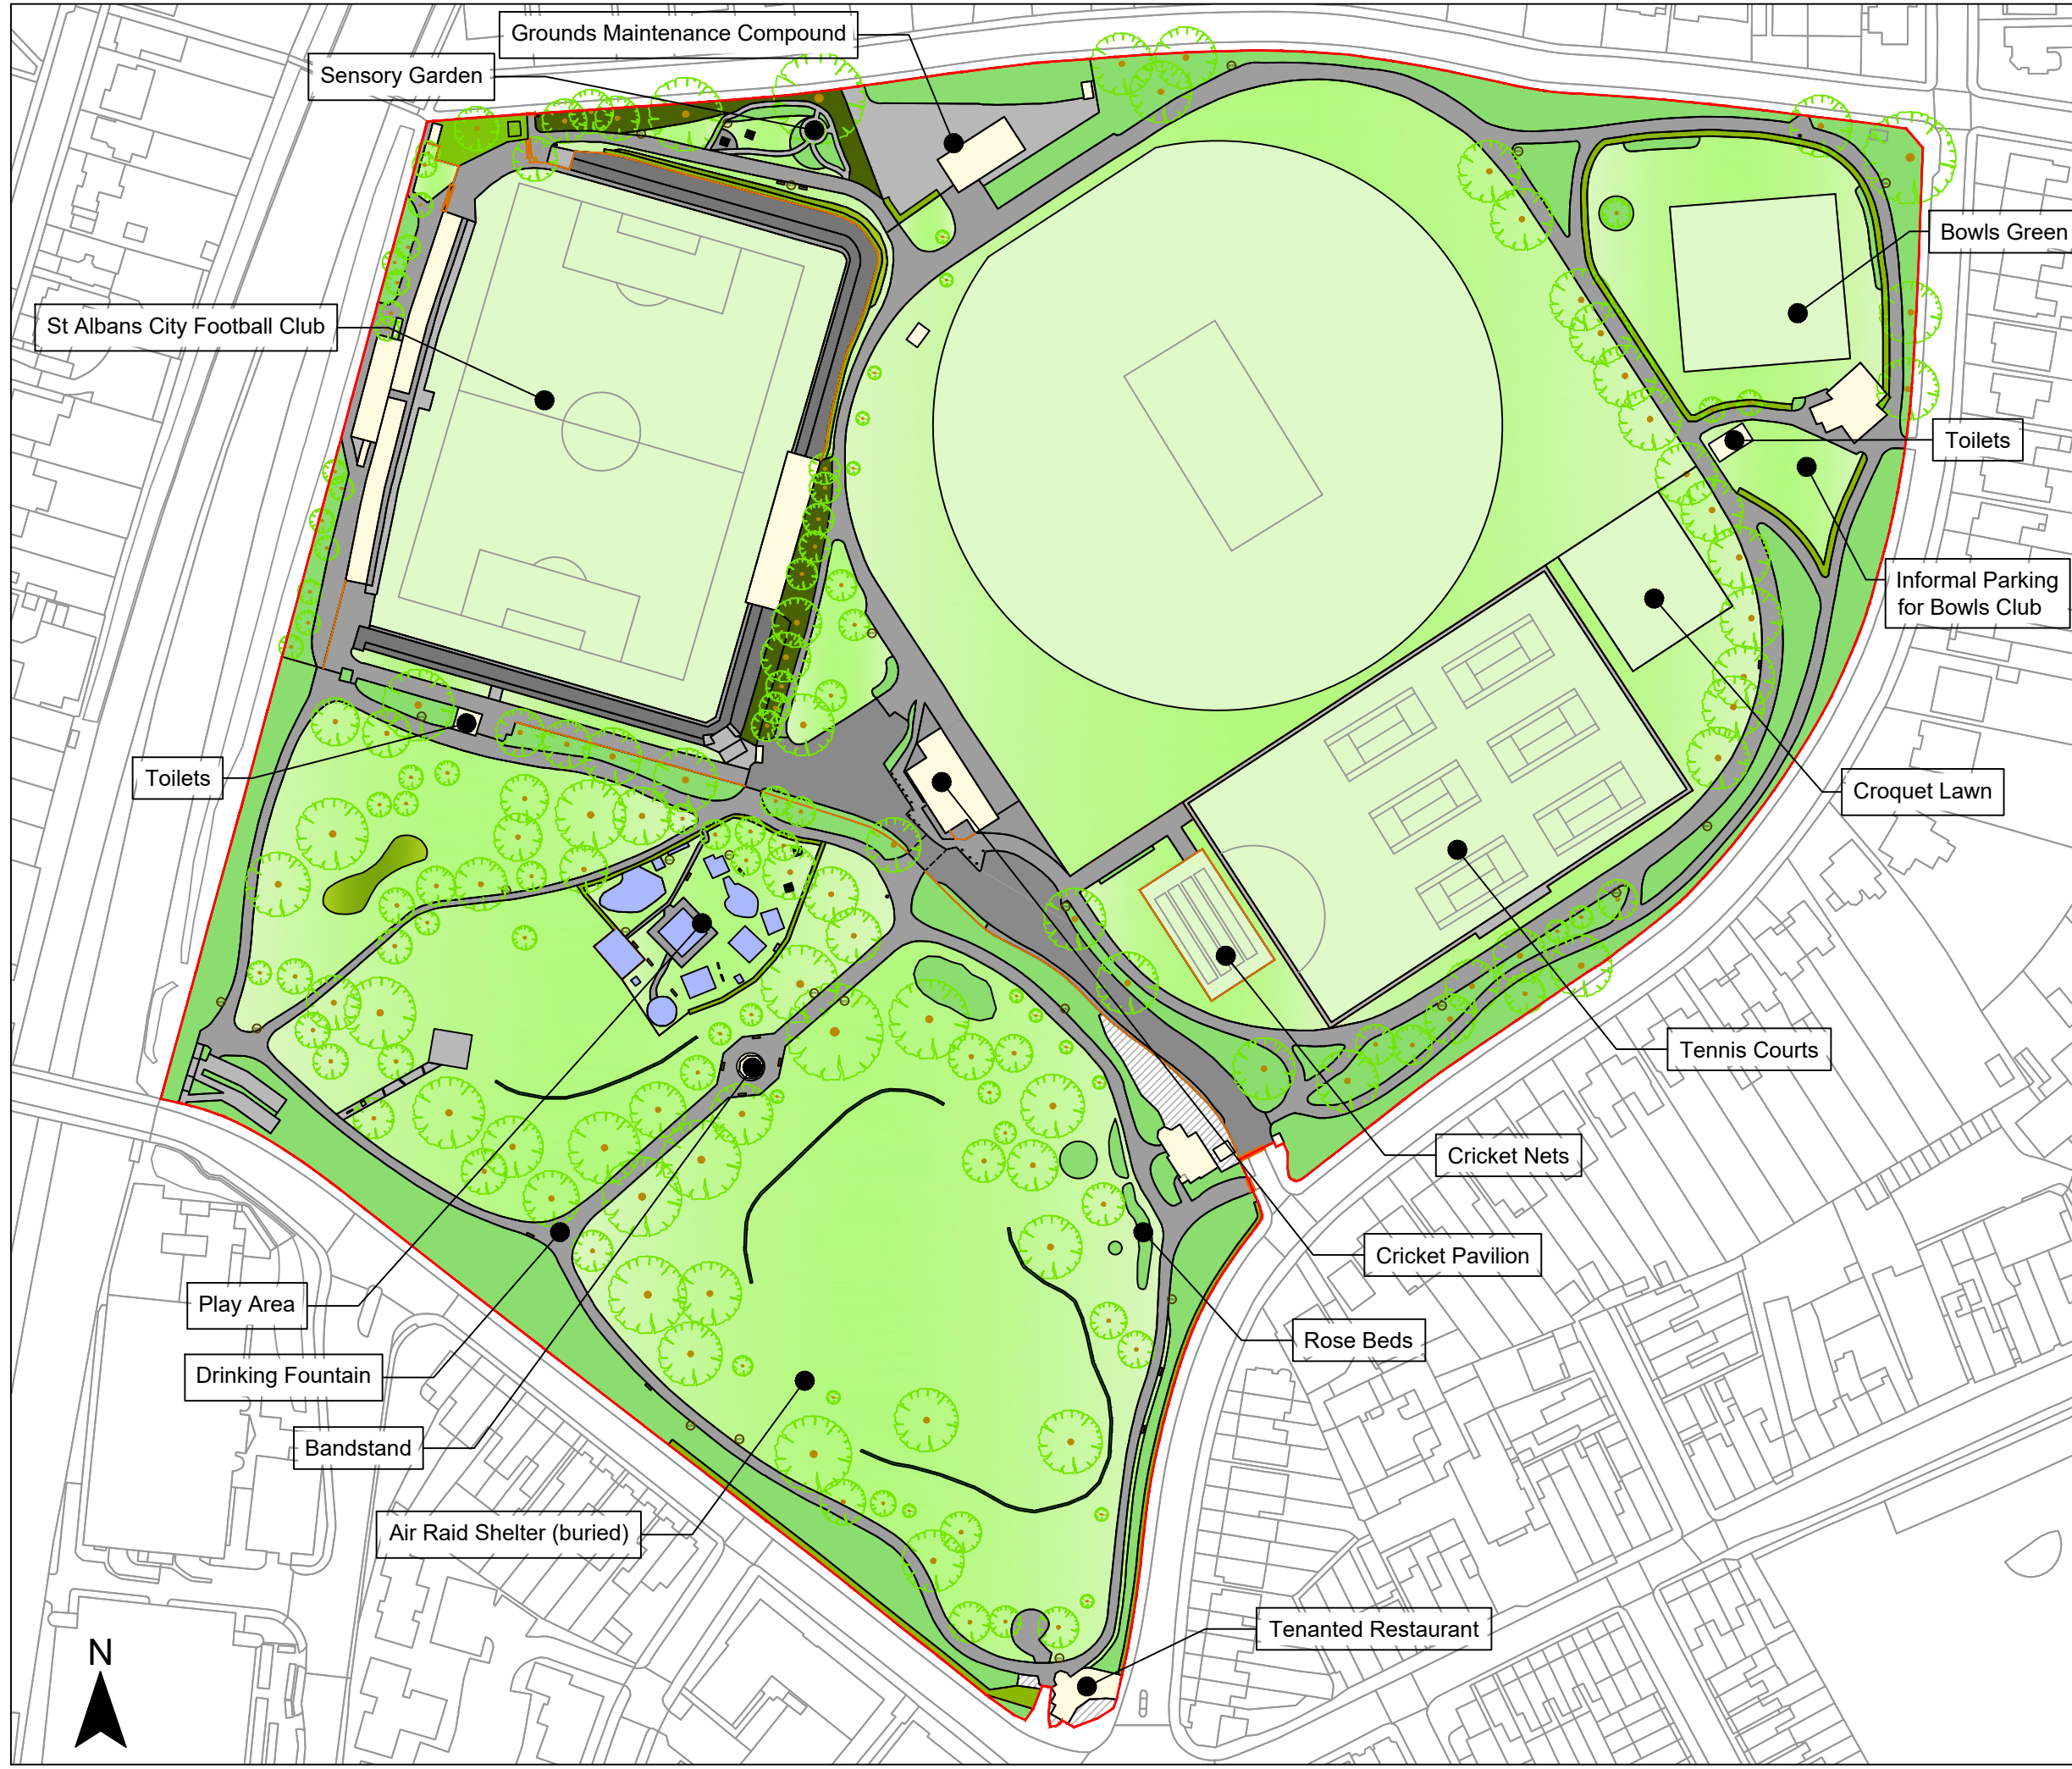 Grounds Maintenance Compound
Sensory Garden
Bowls Green
St Albans City Football Club
Toilets
Informal Parking
for Bowls Club
Toilets
Croquet Lawn
Tennis Courts
Cricket Nets
Cricket Pavilion
Play Area
Rose Beds
Drinking Fountain
Bandstand
Air Raid Shelter (buried)
Tenanted Restaurant
N